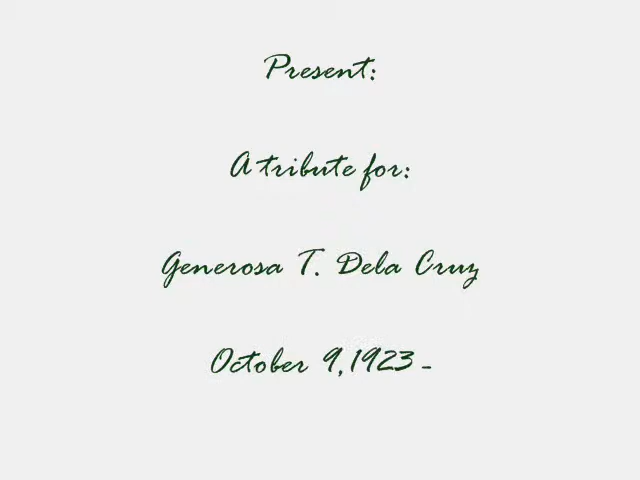 Present:
A tribute for:
Generosa T. Dela Cruz
October 9,1923 -